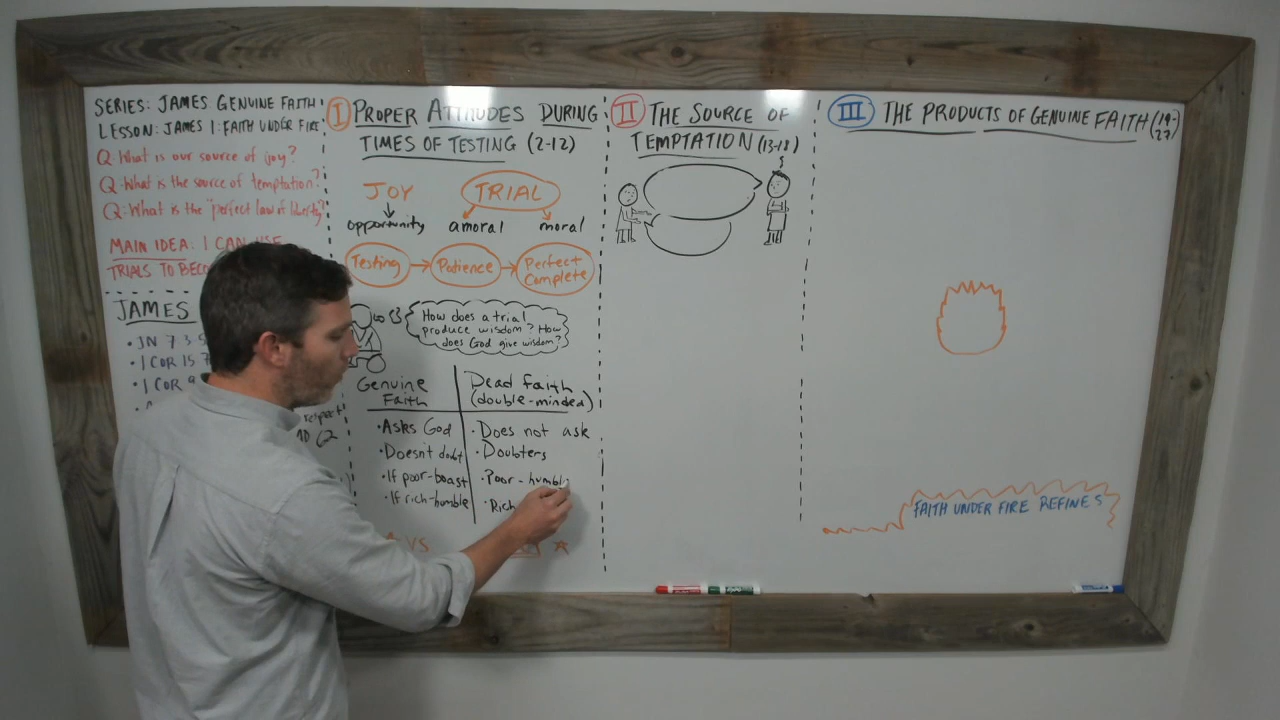 SERIES: JAMES GENUINE FAITH
LESSON: JAMES 1: FAITH UNDER FIRE
Q: What is our source of joy?
Q: What is the source of temptation?
Q: What is the "perfect law of liberty"
MAIN IDEA: I CAN USE
TRIALS TO BECO
JAMES
• JN 7 3-5
• 1 COR 15 7
• 1 COR 9
I PROPER ATTITUDES DURING
TIMES OF TESTING (2-12)
JOY TRIAL
opportunity amoral moral
Testing Patience Perfect
Complete
How does a trial
produce wisdom? How
does God give wisdom?
Genuine Faith
Dead Faith
(double-minded)
• Asks God • Does not ask
• Doesn't doubt • Doubters
• If poor-boast • Poor-humble
• If rich-humble • Rich
VS
II THE SOURCE OF
TEMPTATION (13-18)
III THE PRODUCTS OF GENUINE FAITH (19-
27)
FAITH UNDER FIRE REFINES